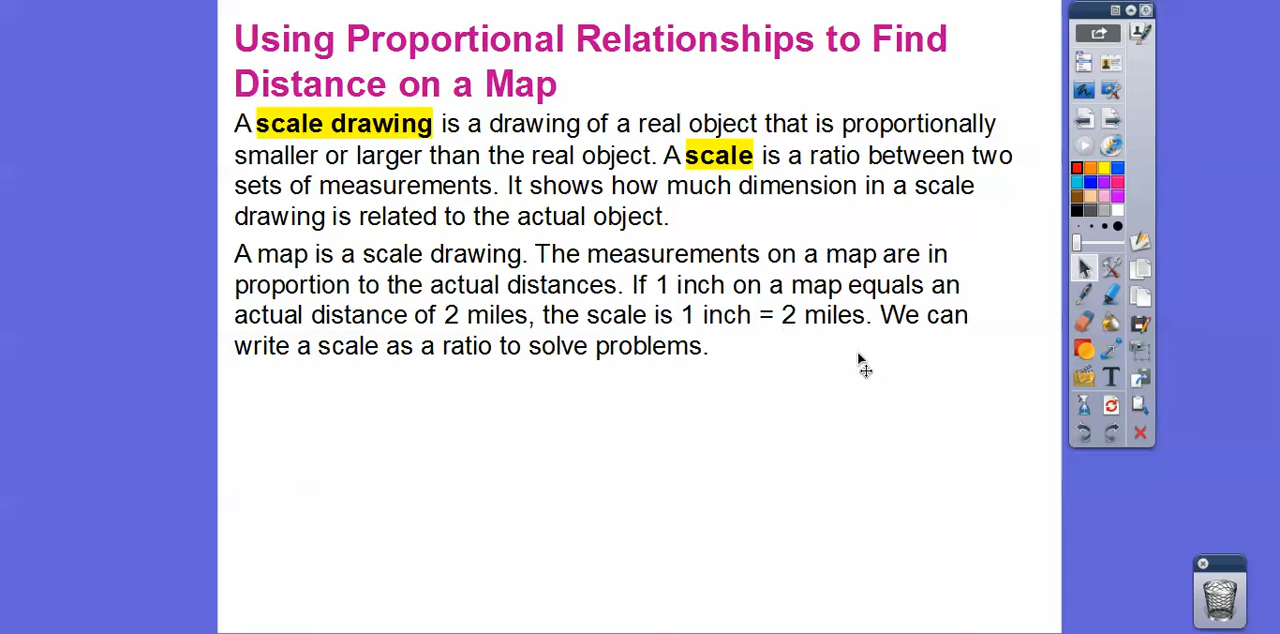 Using Proportional Relationships to Find
Distance on a Map
A scale drawing is a drawing of a real object that is proportionally
smaller or larger than the real object. A scale is a ratio between two
sets of measurements. It shows how much dimension in a scale
drawing is related to the actual object.
A map is a scale drawing. The measurements on a map are in
proportion to the actual distances. If 1 inch on a map equals an
actual distance of 2 miles, the scale is 1 inch = 2 miles. We can
write a scale as a ratio to solve problems.